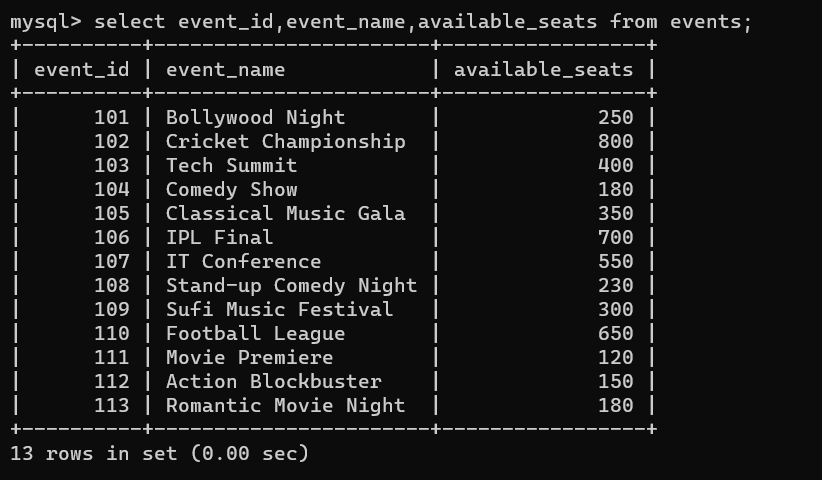 mysql> select event_id,event_name,available_seats from events;
+----------+-----------------------+-----------------+
| event_id | event_name            | available_seats |
+----------+-----------------------+-----------------+
|      101 | Bollywood Night       |             250 |
|      102 | Cricket Championship  |             800 |
|      103 | Tech Summit           |             400 |
|      104 | Comedy Show           |             180 |
|      105 | Classical Music Gala  |             350 |
|      106 | IPL Final             |             700 |
|      107 | IT Conference         |             550 |
|      108 | Stand-up Comedy Night |             230 |
|      109 | Sufi Music Festival   |             300 |
|      110 | Football League       |             650 |
|      111 | Movie Premiere        |             120 |
|      112 | Action Blockbuster    |             150 |
|      113 | Romantic Movie Night  |             180 |
+----------+-----------------------+-----------------+
13 rows in set (0.00 sec)